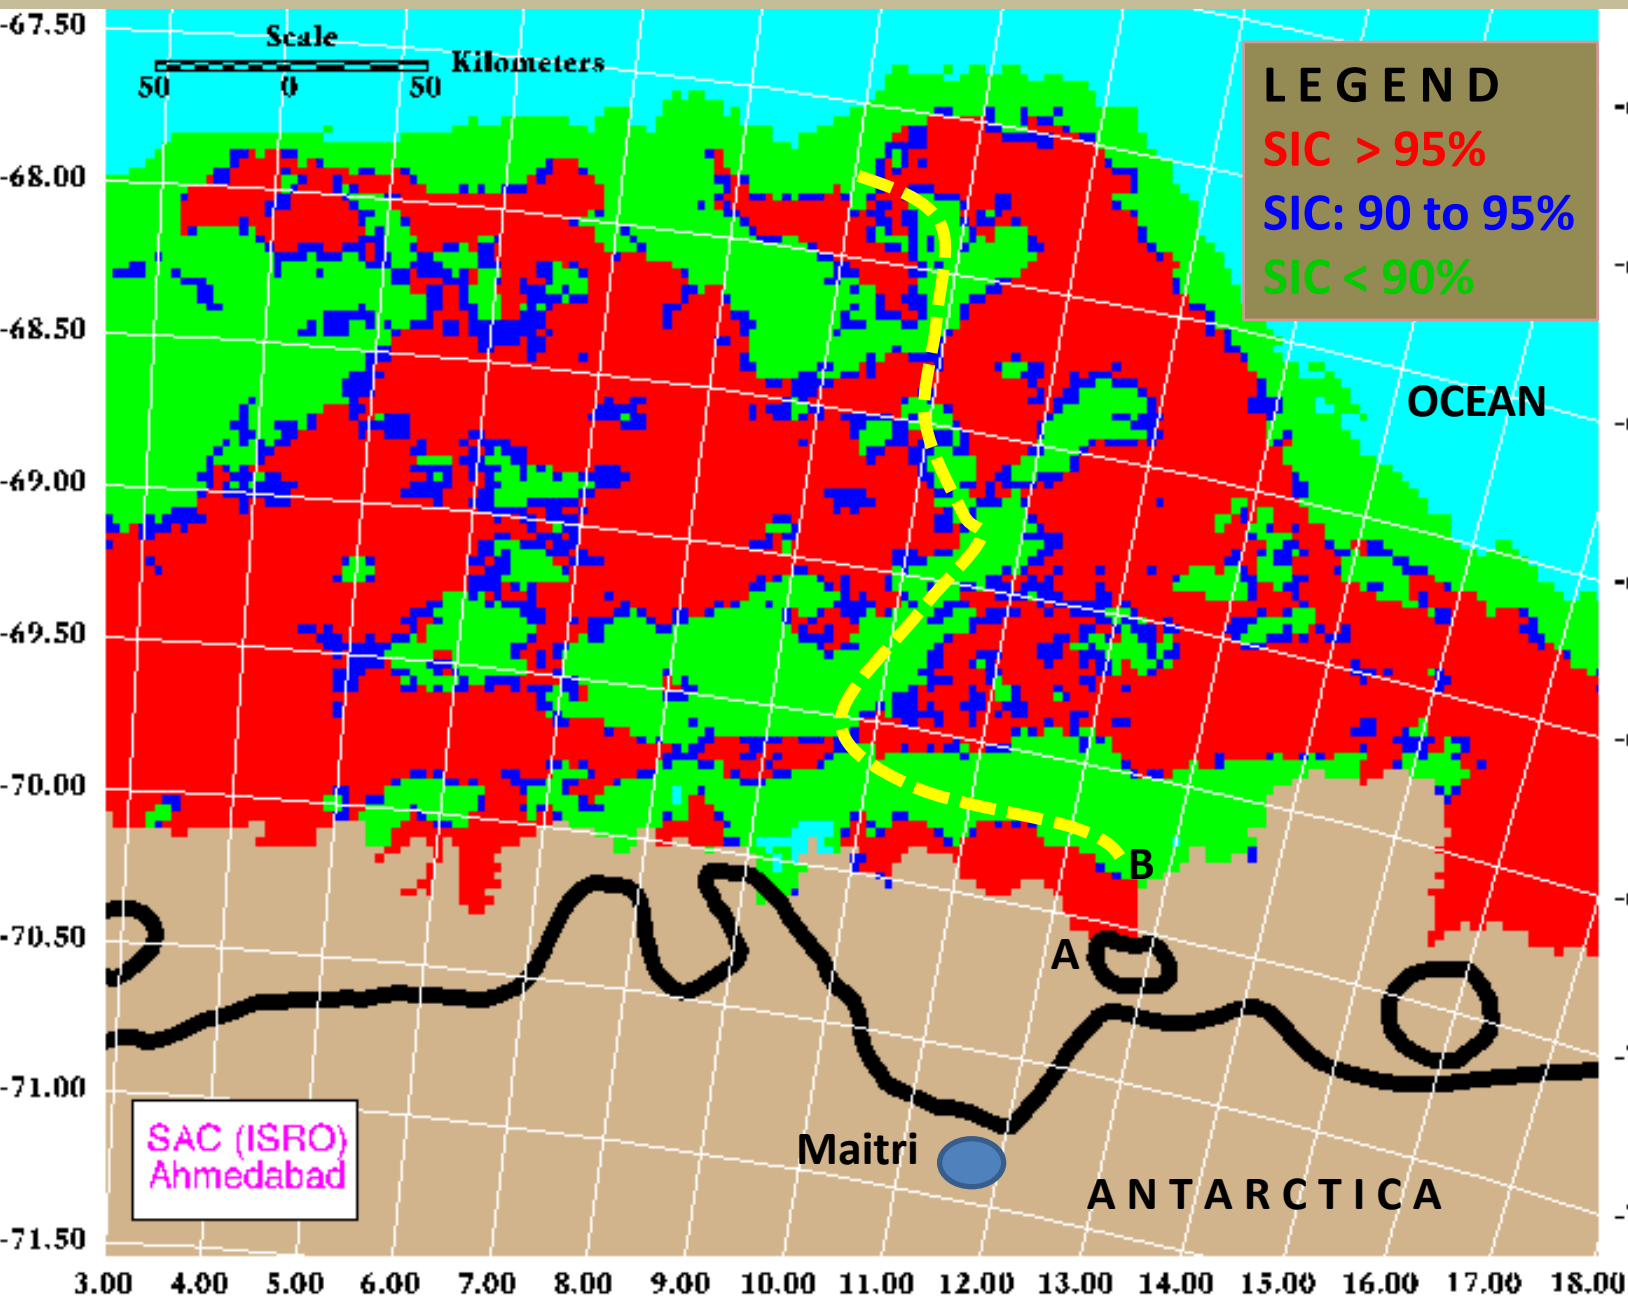 -67.50
-68.00
-68.50
-69.00
-69.50
-70.00
-70.50
-71.00
-71.50
Scale
Kilometers
50 0 50
L E G E N D
SIC > 95%
SIC: 90 to 95%
SIC < 90%
OCEAN
B
A
Maitri
A N T A R C T I C A
SAC (ISRO)
Ahmedabad
3.00 4.00 5.00 6.00 7.00 8.00 9.00 10.00 11.00 12.00 13.00 14.00 15.00 16.00 17.00 18.00